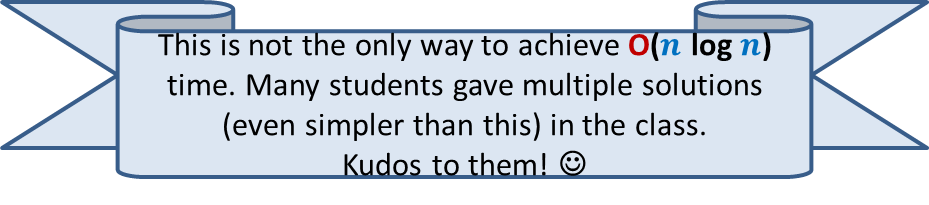 This is not the only way to achieve O(n log n)
time. Many students gave multiple solutions
(even simpler than this) in the class.
Kudos to them! ☺